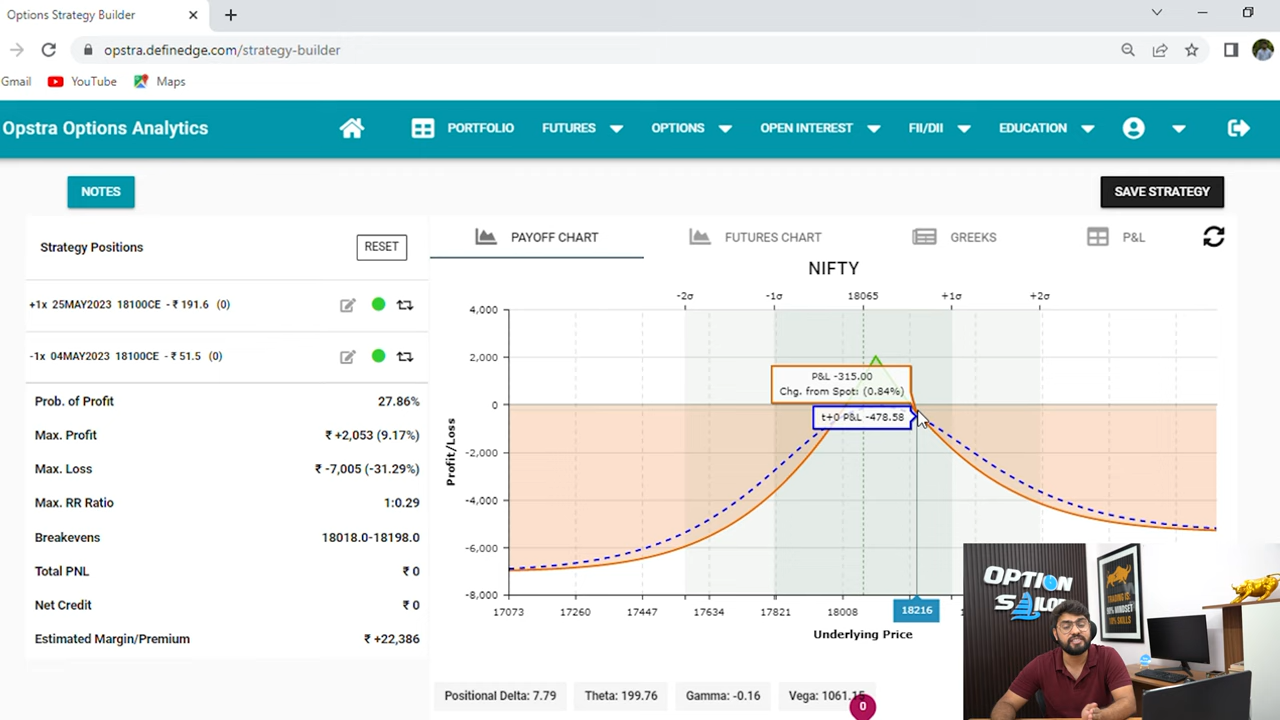 Options Strategy Builder
opstra.definedge.com/strategy-builder
Gmail YouTube Maps
Opstra Options Analytics PORTFOLIO FUTURES OPTIONS OPEN INTEREST FII/DII EDUCATION
NOTES SAVE STRATEGY
Strategy Positions RESET
PAYOFF CHART FUTURES CHART GREEKS P&L
+1x 25MAY2023 18100CE - ₹ 191.6 (0)
-1x 04MAY2023 18100CE - ₹ 51.5 (0)
Prob. of Profit 27.86%
Max. Profit ₹ +2,053 (9.17%)
Max. Loss ₹ -7,005 (-31.29%)
Max. RR Ratio 1:0.29
Breakevens 18018.0-18198.0
Total PNL ₹ 0
Net Credit ₹ 0
Estimated Margin/Premium ₹ +22,386
NIFTY
-2σ -1σ 18065 +1σ +2σ
4,000
2,000
0
-2,000
-4,000
-6,000
-8,000
Profit/Loss
P&L -315.00
Chg. from Spot: (0.84%)
t+0 P&L -478.58
17073 17260 17447 17634 17821 18008 18216
Underlying Price
Positional Delta: 7.79 Theta: 199.76 Gamma: -0.16 Vega: 1061.15
0
OPTION
SAILOR
TRADING IS
90% MINDSET
10% SKILLS